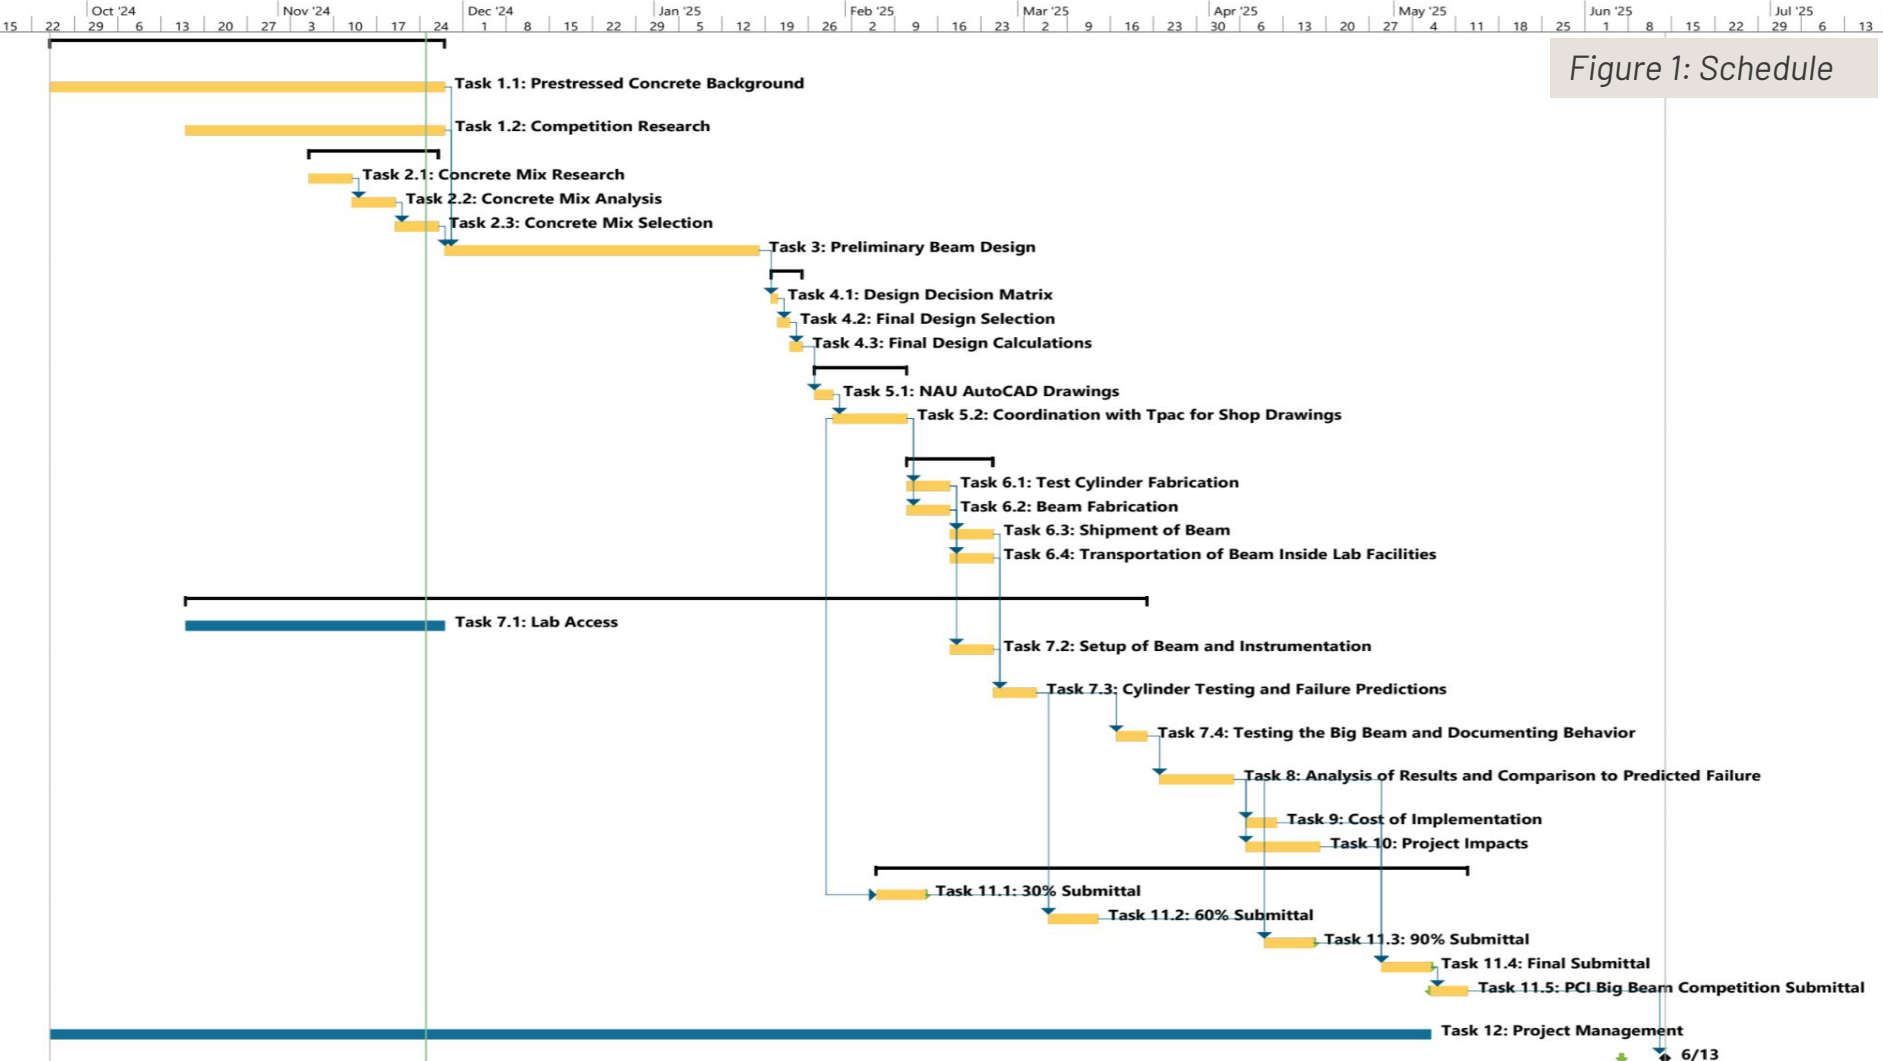 Oct '24 Nov '24 Dec '24 Jan '25 Feb '25 Mar '25 Apr '25 May '25 Jun '25 Jul '25
15 22 29 6 13 20 27 3 10 17 24 1 8 15 22 29 5 12 19 26 2 9 16 23 2 9 16 23 30 6 13 20 27 4 11 18 25 1 8 15 22 29 6 13
Figure 1: Schedule
Task 1.1: Prestressed Concrete Background
Task 1.2: Competition Research
Task 2.1: Concrete Mix Research
Task 2.2: Concrete Mix Analysis
Task 2.3: Concrete Mix Selection
Task 3: Preliminary Beam Design
Task 4.1: Design Decision Matrix
Task 4.2: Final Design Selection
Task 4.3: Final Design Calculations
Task 5.1: NAU AutoCAD Drawings
Task 5.2: Coordination with Tpac for Shop Drawings
Task 6.1: Test Cylinder Fabrication
Task 6.2: Beam Fabrication
Task 6.3: Shipment of Beam
Task 6.4: Transportation of Beam Inside Lab Facilities
Task 7.1: Lab Access
Task 7.2: Setup of Beam and Instrumentation
Task 7.3: Cylinder Testing and Failure Predictions
Task 7.4: Testing the Big Beam and Documenting Behavior
Task 8: Analysis of Results and Comparison to Predicted Failure
Task 9: Cost of Implementation
Task 10: Project Impacts
Task 11.1: 30% Submittal
Task 11.2: 60% Submittal
Task 11.3: 90% Submittal
Task 11.4: Final Submittal
Task 11.5: PCI Big Beam Competition Submittal
Task 12: Project Management
6/13